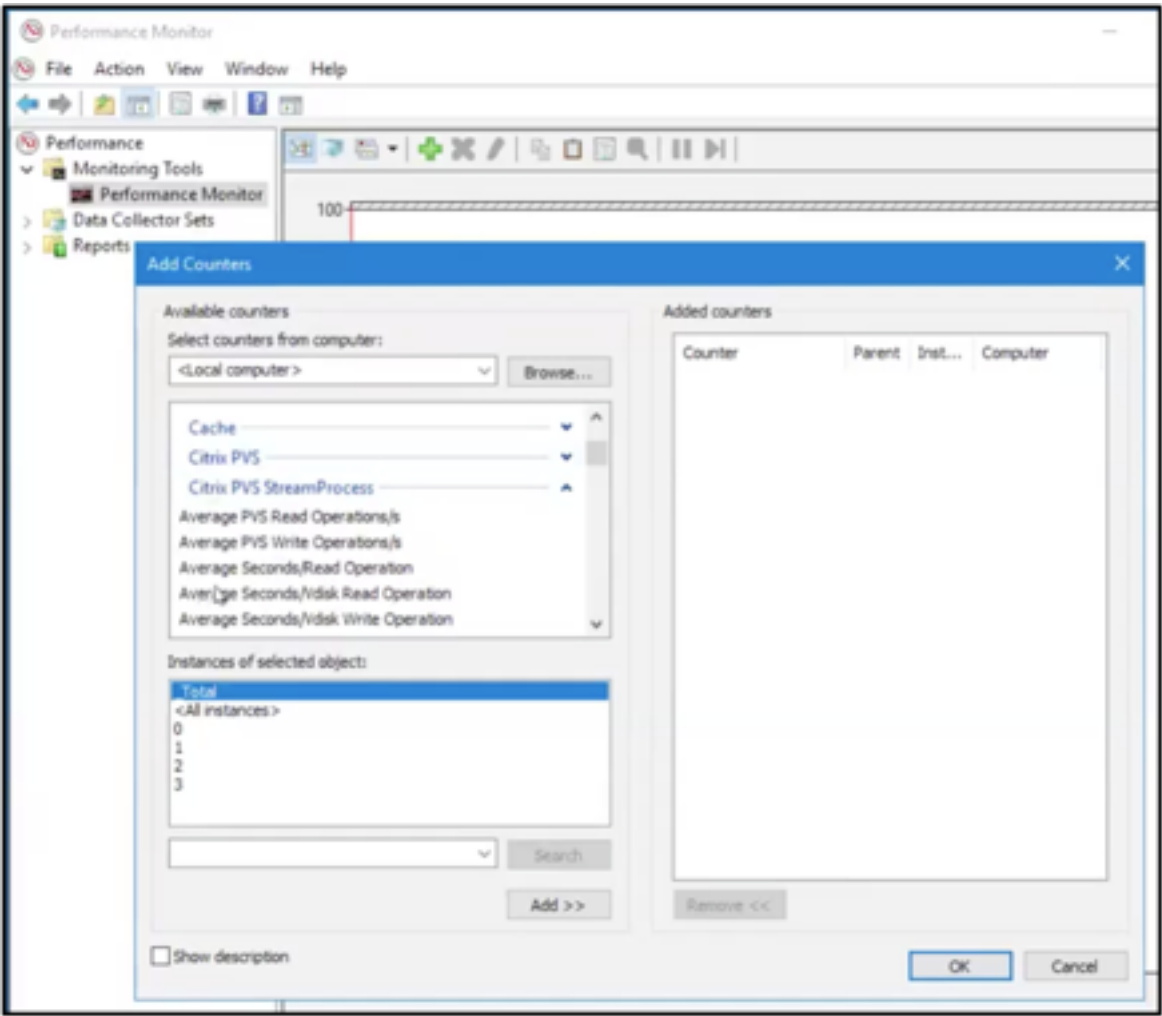 Performance Monitor
File Action View Window Help
Performance
Monitoring Tools
Performance Monitor
Data Collector Sets
Reports
100
Add Counters
Available counters
Select counters from computer:
<Local computer>
Browse...
Cache
Citrix PVS
Citrix PVS StreamProcess
Average PVS Read Operations/s
Average PVS Write Operations/s
Average Seconds/Read Operation
Average Seconds/Vdisk Read Operation
Average Seconds/Vdisk Write Operation
Instances of selected object:
_Total
<All instances>
0
1
2
3
Search
Add >>
Show description
Added counters
Counter Parent Inst... Computer
Remove <<
OK Cancel